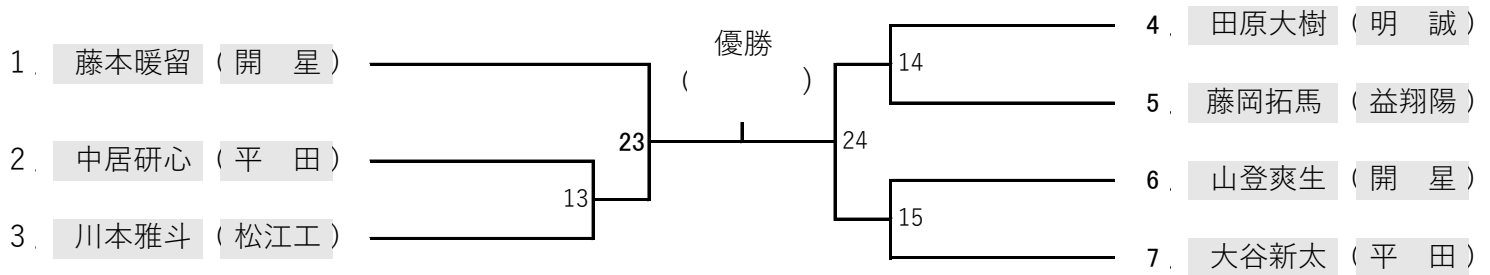 1. 藤本暖留 (開 星)
2. 中居研心 (平 田)
3. 川本雅斗 (松江工)
13
23
優勝
( )
24
14
15
4. 田原大樹 (明 誠)
5. 藤岡拓馬 (益翔陽)
6. 山登爽生 (開 星)
7. 大谷新太 (平 田)